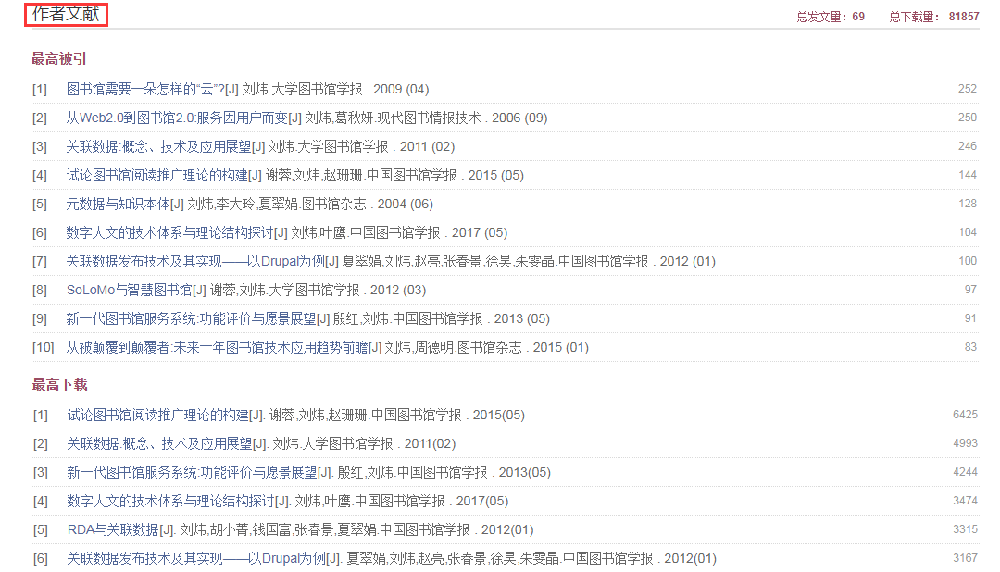 作者文献 总发文量：69 总下载量： 81857
最高被引
[1] 图书馆需要一朵怎样的“云”?[J] 刘炜.大学图书馆学报 . 2009 (04) 252
[2] 从Web2.0到图书馆2.0:服务因用户而变[J] 刘炜,葛秋妍.现代图书情报技术 . 2006 (09) 250
[3] 关联数据:概念、技术及应用展望[J] 刘炜.大学图书馆学报 . 2011 (02) 246
[4] 试论图书馆阅读推广理论的构建[J] 谢蓉,刘炜,赵珊珊.中国图书馆学报 . 2015 (05) 144
[5] 元数据与知识本体[J] 刘炜,李大玲,夏翠娟.图书馆杂志 . 2004 (06) 128
[6] 数字人文的技术体系与理论结构探讨[J] 刘炜,叶鹰.中国图书馆学报 . 2017 (05) 104
[7] 关联数据发布技术及其实现——以Drupal为例[J] 夏翠娟,刘炜,赵亮,张春景,徐昊,朱雯晶.中国图书馆学报 . 2012 (01) 100
[8] SoLoMo与智慧图书馆[J] 谢蓉,刘炜.大学图书馆学报 . 2012 (03) 97
[9] 新一代图书馆服务系统:功能评价与愿景展望[J] 殷红,刘炜.中国图书馆学报 . 2013 (05) 91
[10] 从被颠覆到颠覆者:未来十年图书馆技术应用趋势前瞻[J] 刘炜,周德明.图书馆杂志 . 2015 (01) 83
最高下载
[1] 试论图书馆阅读推广理论的构建[J]. 谢蓉,刘炜,赵珊珊.中国图书馆学报 . 2015(05) 6425
[2] 关联数据:概念、技术及应用展望[J]. 刘炜.大学图书馆学报 . 2011(02) 4993
[3] 新一代图书馆服务系统:功能评价与愿景展望[J]. 殷红,刘炜.中国图书馆学报 . 2013(05) 4244
[4] 数字人文的技术体系与理论结构探讨[J]. 刘炜,叶鹰.中国图书馆学报 . 2017(05) 3474
[5] RDA与关联数据[J]. 刘炜,胡小菁,钱国富,张春景,夏翠娟.中国图书馆学报 . 2012(01) 3315
[6] 关联数据发布技术及其实现——以Drupal为例[J]. 夏翠娟,刘炜,赵亮,张春景,徐昊,朱雯晶.中国图书馆学报 . 2012(01) 3167